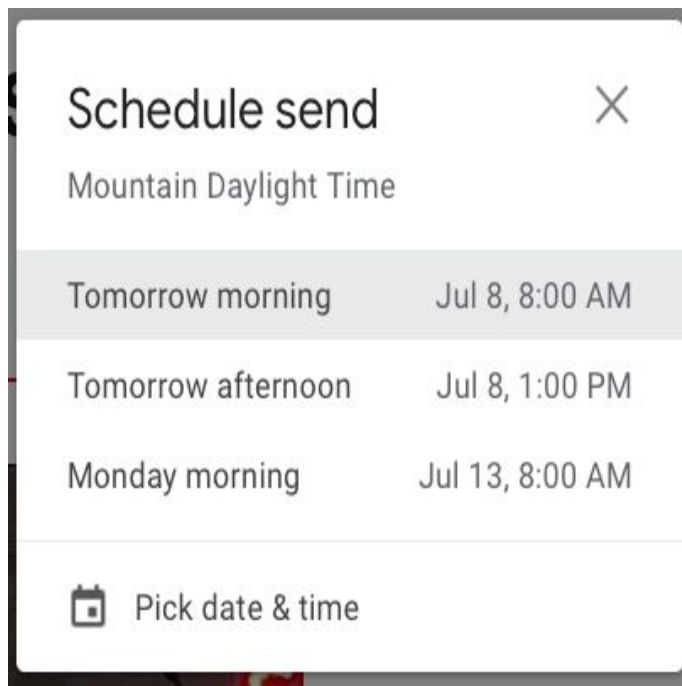 Schedule send
Mountain Daylight Time
Tomorrow morning Jul 8, 8:00 AM
Tomorrow afternoon Jul 8, 1:00 PM
Monday morning Jul 13, 8:00 AM
Pick date & time